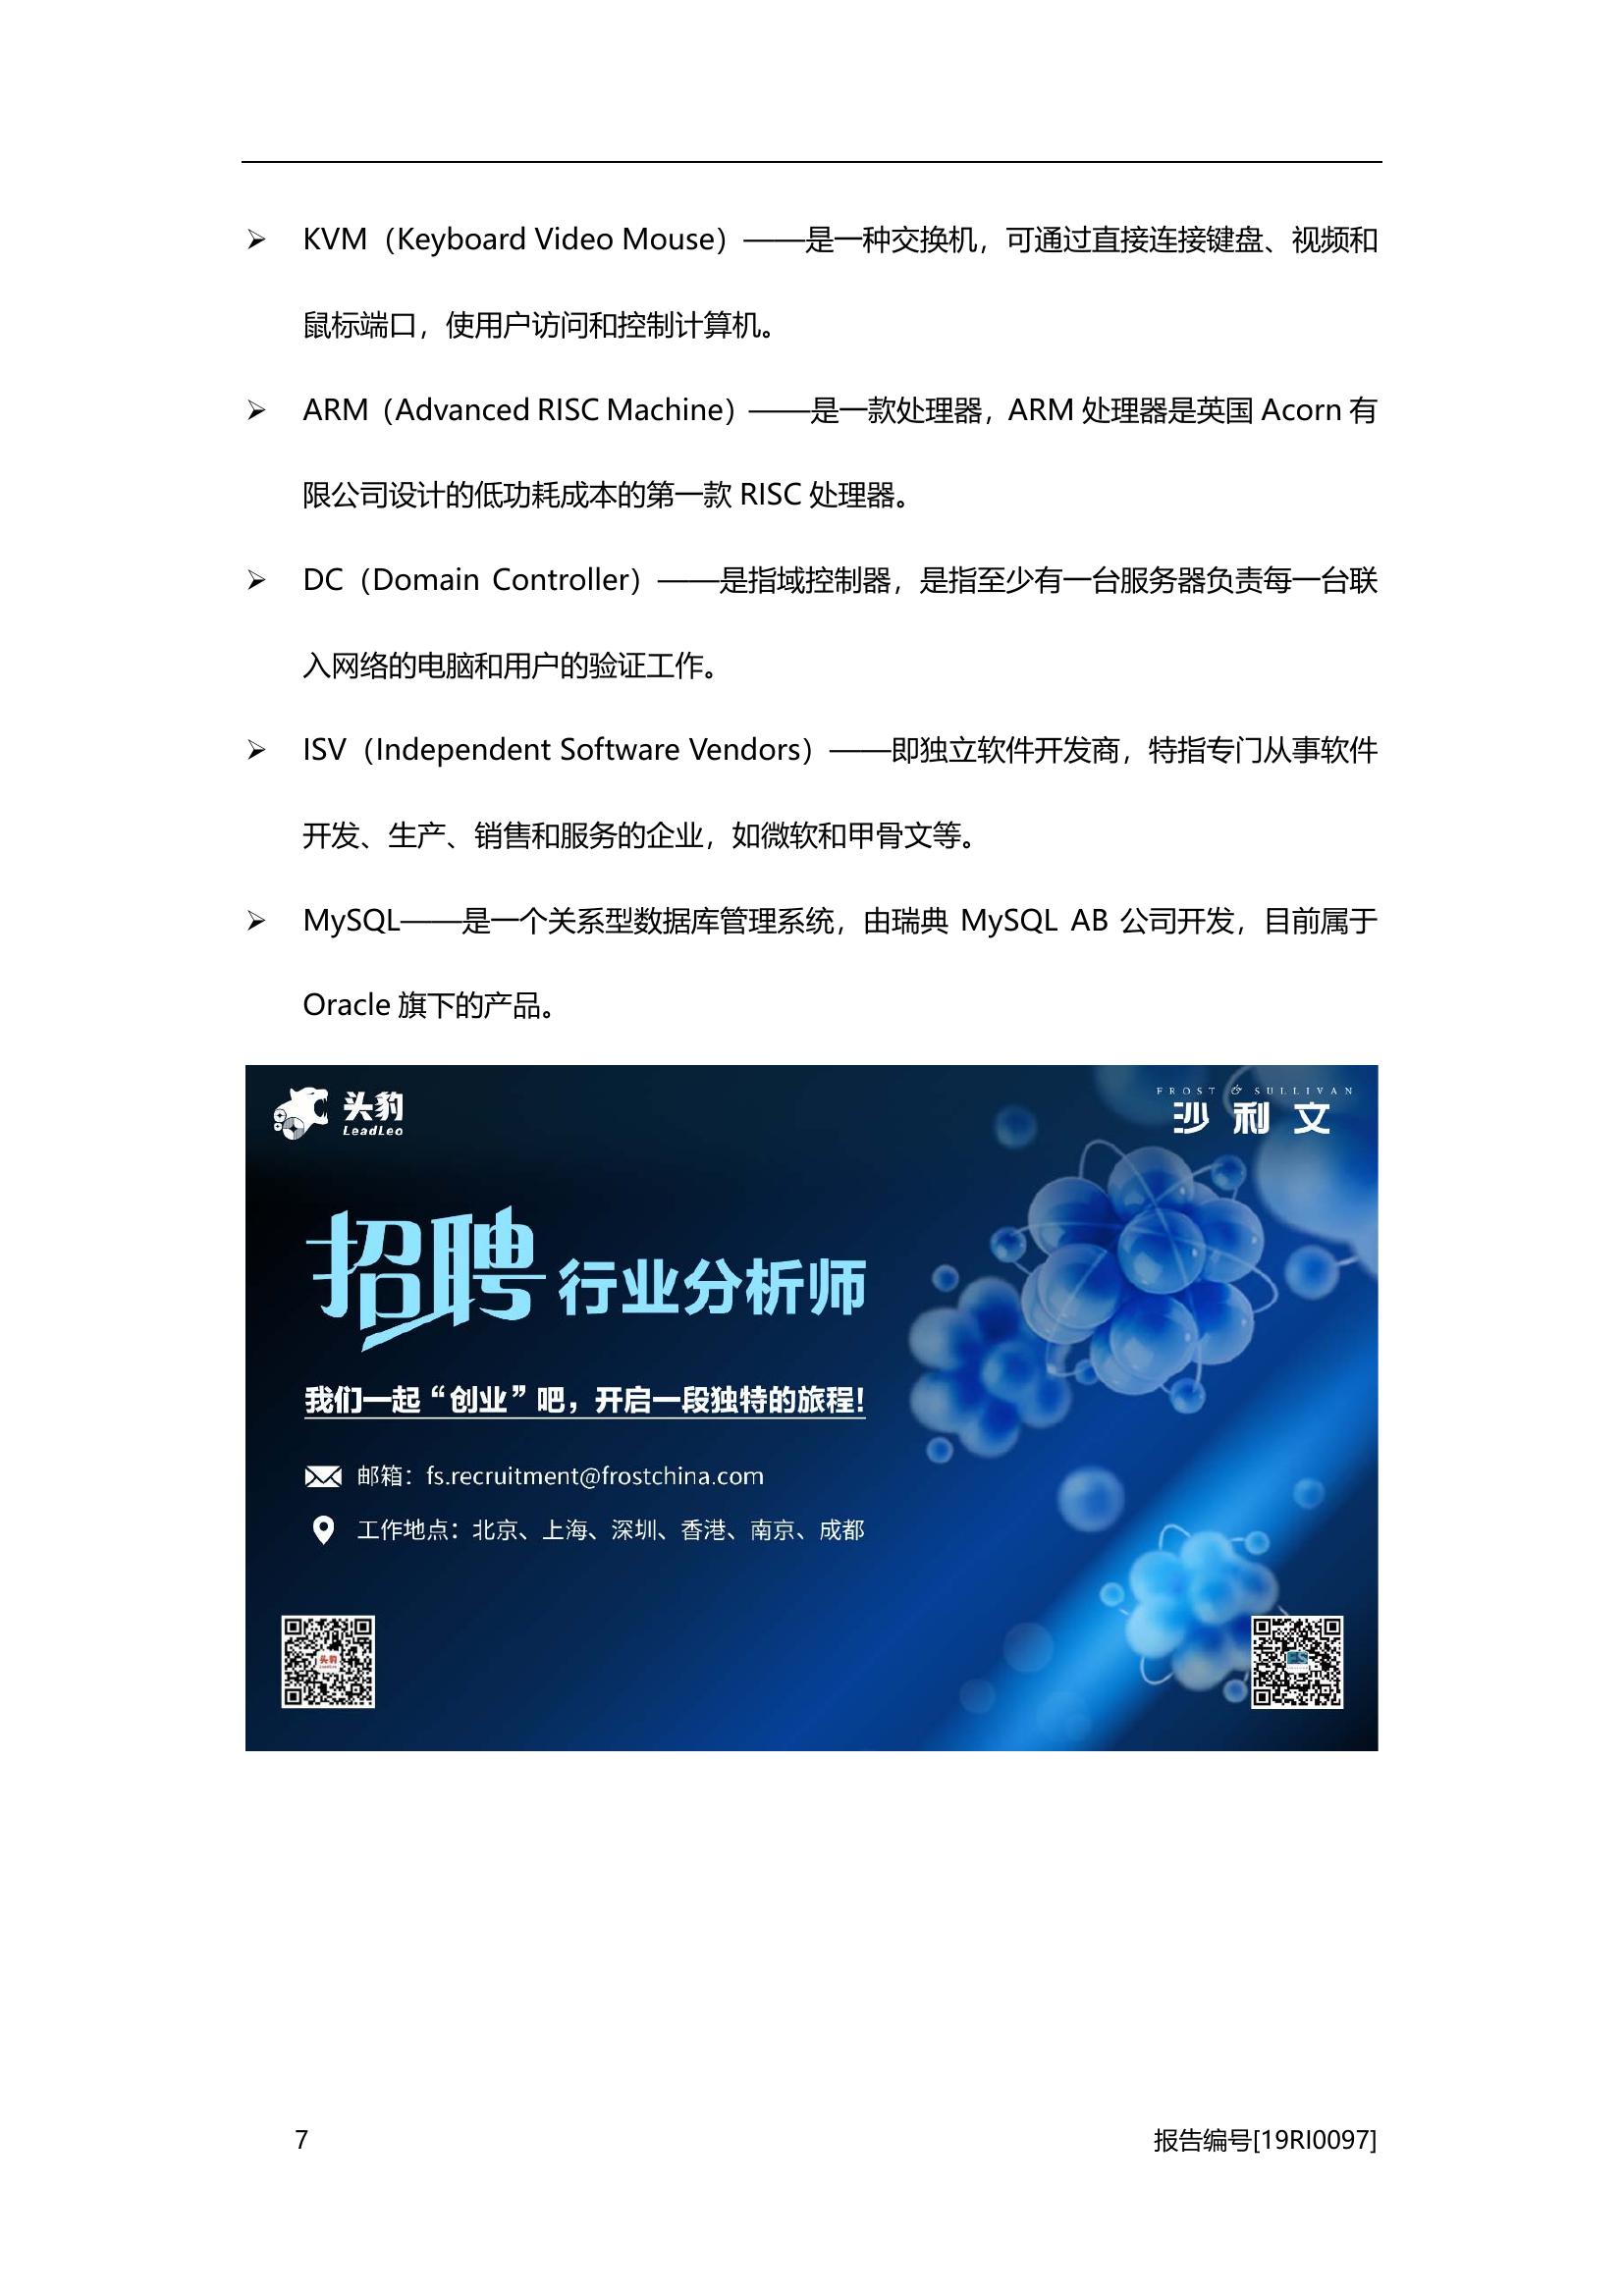 KVM（Keyboard Video Mouse）——是一种交换机，可通过直接连接键盘、视频和
鼠标端口，使用户访问和控制计算机。
ARM（Advanced RISC Machine）——是一款处理器，ARM 处理器是英国 Acorn 有
限公司设计的低功耗成本的第一款 RISC 处理器。
DC（Domain Controller）——是指域控制器，是指至少有一台服务器负责每一台联
入网络的电脑和用户的验证工作。
ISV（Independent Software Vendors）——即独立软件开发商，特指专门从事软件
开发、生产、销售和服务的企业，如微软和甲骨文等。
MySQL——是一个关系型数据库管理系统，由瑞典 MySQL AB 公司开发，目前属于
Oracle 旗下的产品。
头豹
LeadLeo
FROST & SULLIVAN
沙利文
招聘 行业分析师
我们一起“创业”吧，开启一段独特的旅程！
邮箱：fs.recruitment@frostchina.com
工作地点：北京、上海、深圳、香港、南京、成都
头豹
LeadLeo
FS
7
报告编号[19RI0097]